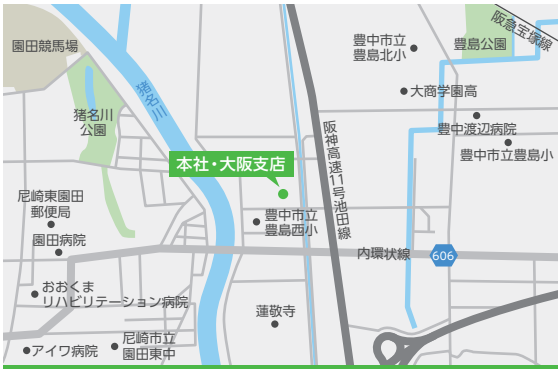 園田競馬場
猪名川
公園
猪名川
豊中市立
豊島北小
豊島公園
阪急宝塚線
大商学園高
豊中渡辺病院
豊中市立豊島小
阪神高速11号池田線
本社・大阪支店
豊中市立
豊島西小
尼崎東園田
郵便局
園田病院
内環状線
606
おおくま
リハビリテーション病院
蓮敬寺
アイワ病院
尼崎市立
園田東中